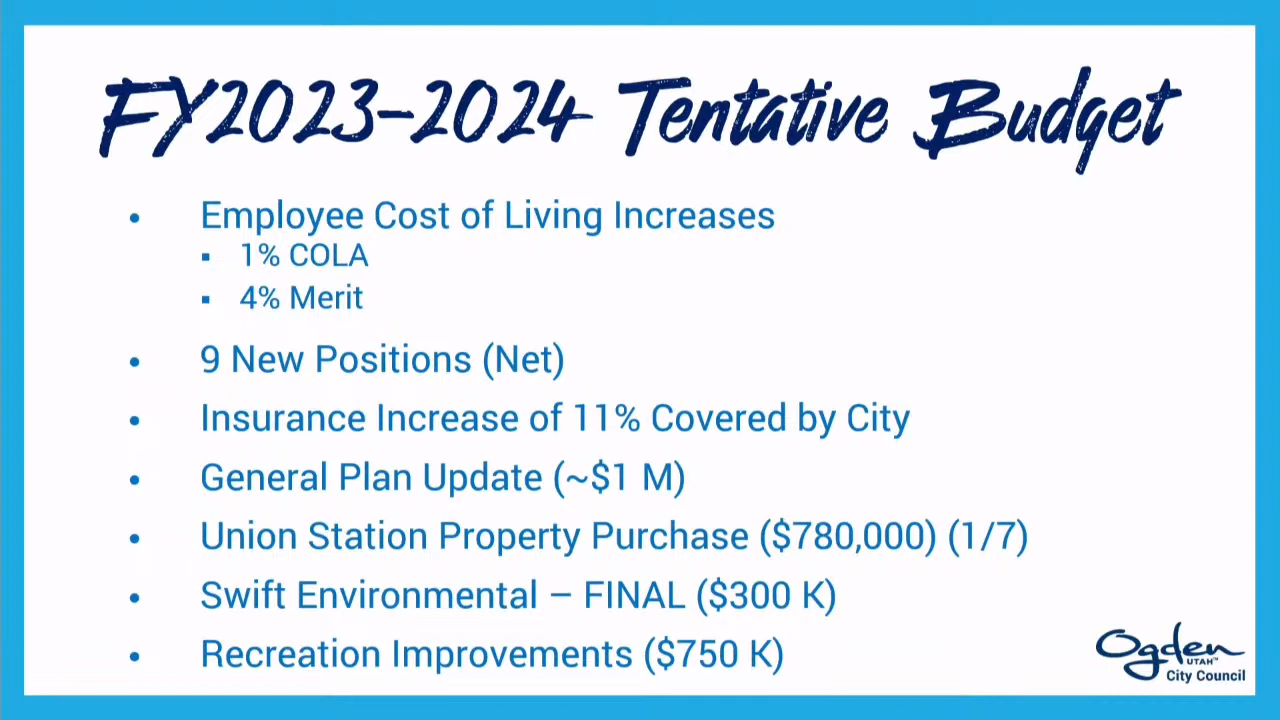 FY2023-2024 Tentative Budget
• Employee Cost of Living Increases
▪ 1% COLA
▪ 4% Merit
• 9 New Positions (Net)
• Insurance Increase of 11% Covered by City
• General Plan Update (~$1 M)
• Union Station Property Purchase ($780,000) (1/7)
• Swift Environmental – FINAL ($300 K)
• Recreation Improvements ($750 K)
Ogden
UTAH™
City Council